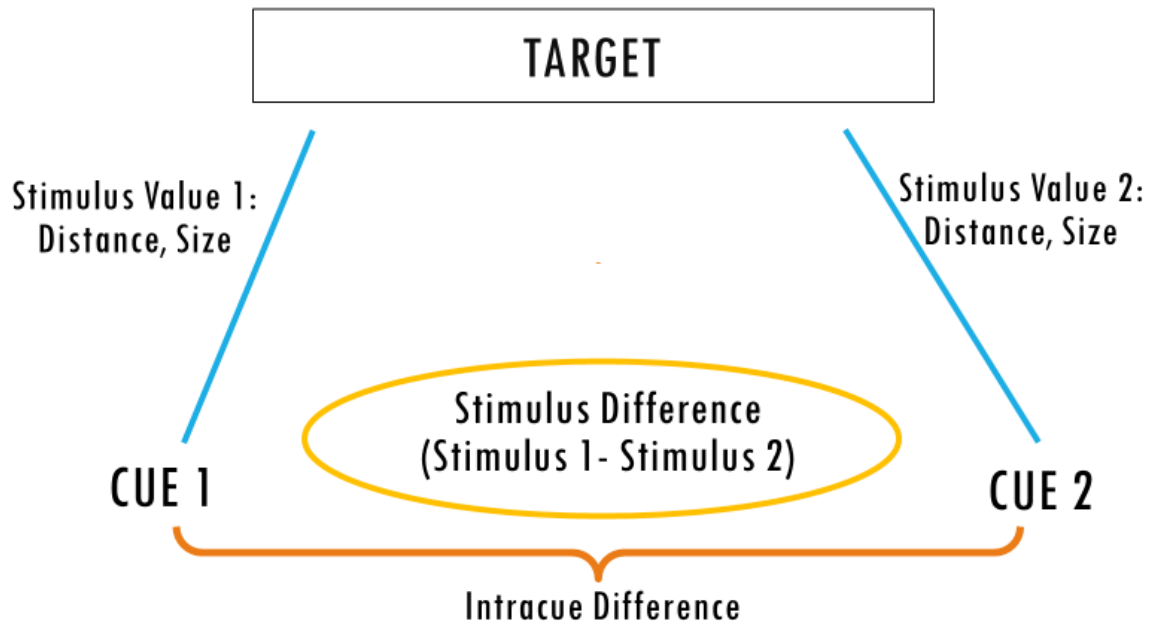 TARGET
Stimulus Value 1:
Distance, Size
Stimulus Value 2:
Distance, Size
Stimulus Difference
(Stimulus 1- Stimulus 2)
CUE 1
CUE 2
Intracue Difference